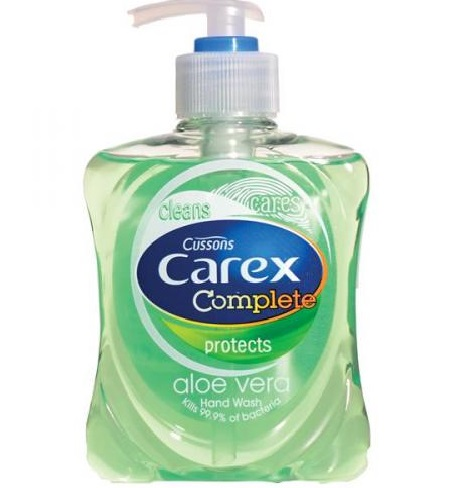 cleans cares
Cussons
Carex
Complete
protects
aloe vera
Hand Wash
Kills 99.9% of bacteria